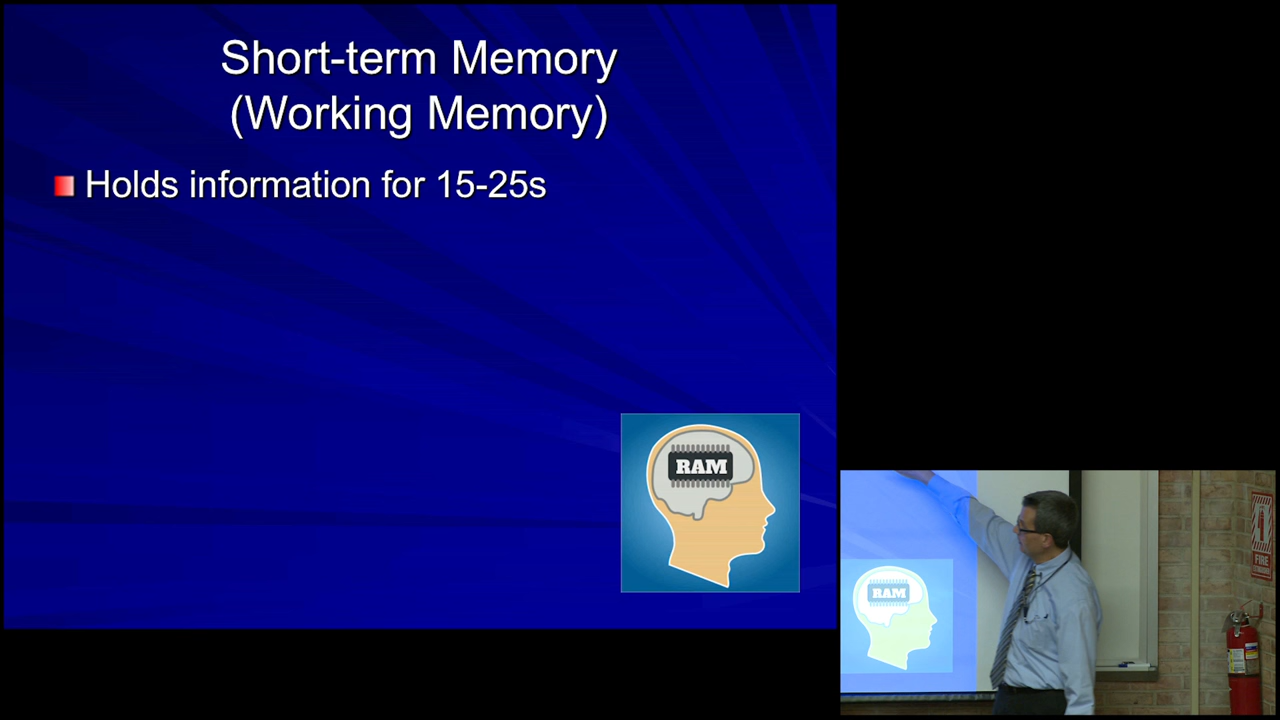 Short-term Memory
(Working Memory)
Holds information for 15-25s
RAM
RAM
FIRE